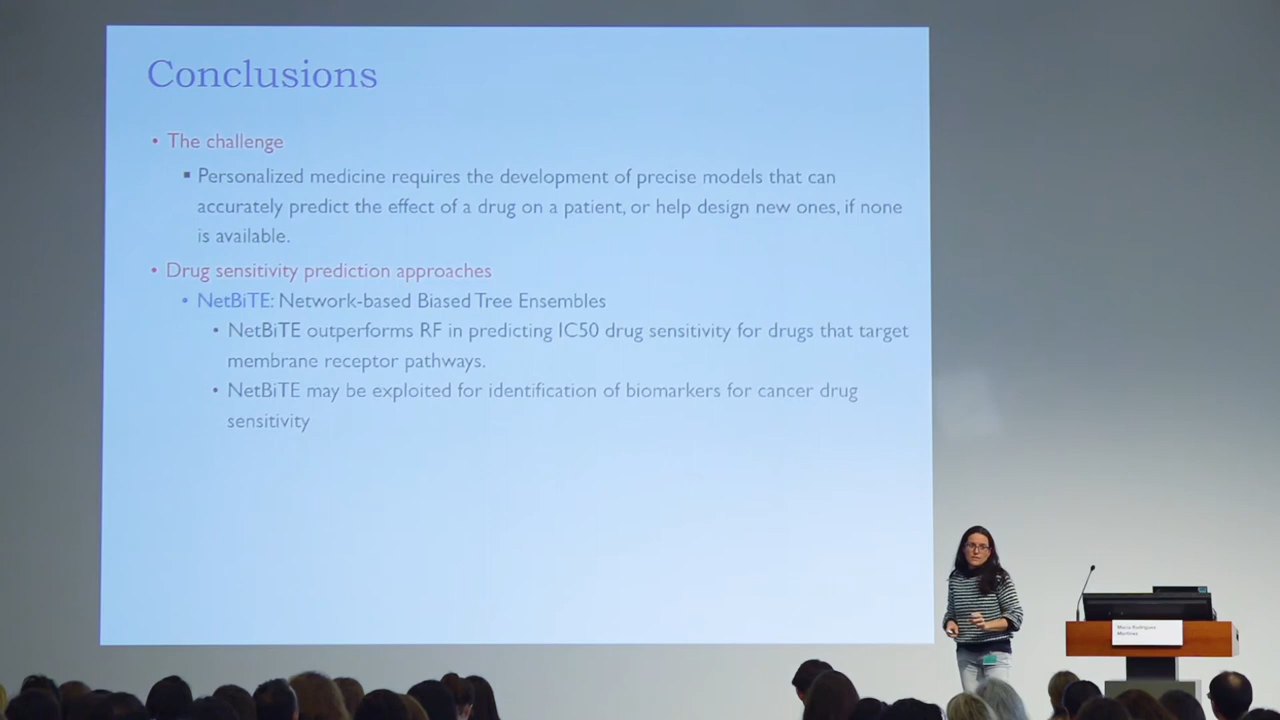 Conclusions
• The challenge
▪ Personalized medicine requires the development of precise models that can
accurately predict the effect of a drug on a patient, or help design new ones, if none
is available.
• Drug sensitivity prediction approaches
• NetBiTE: Network-based Biased Tree Ensembles
• NetBiTE outperforms RF in predicting IC50 drug sensitivity for drugs that target
membrane receptor pathways.
• NetBiTE may be exploited for identification of biomarkers for cancer drug
sensitivity
Maria Rodriguez
Martinez